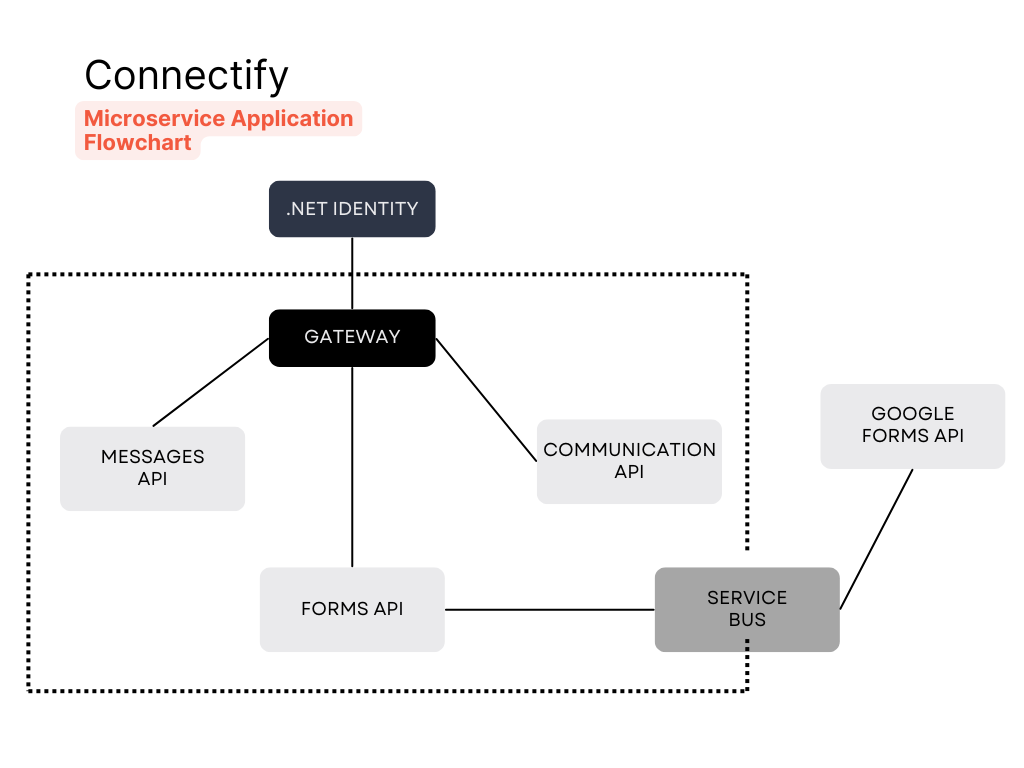 Connectify
Microservice Application
Flowchart
.NET IDENTITY
GATEWAY
GOOGLE
FORMS API
MESSAGES
API
COMMUNICATION
API
FORMS API
SERVICE
BUS